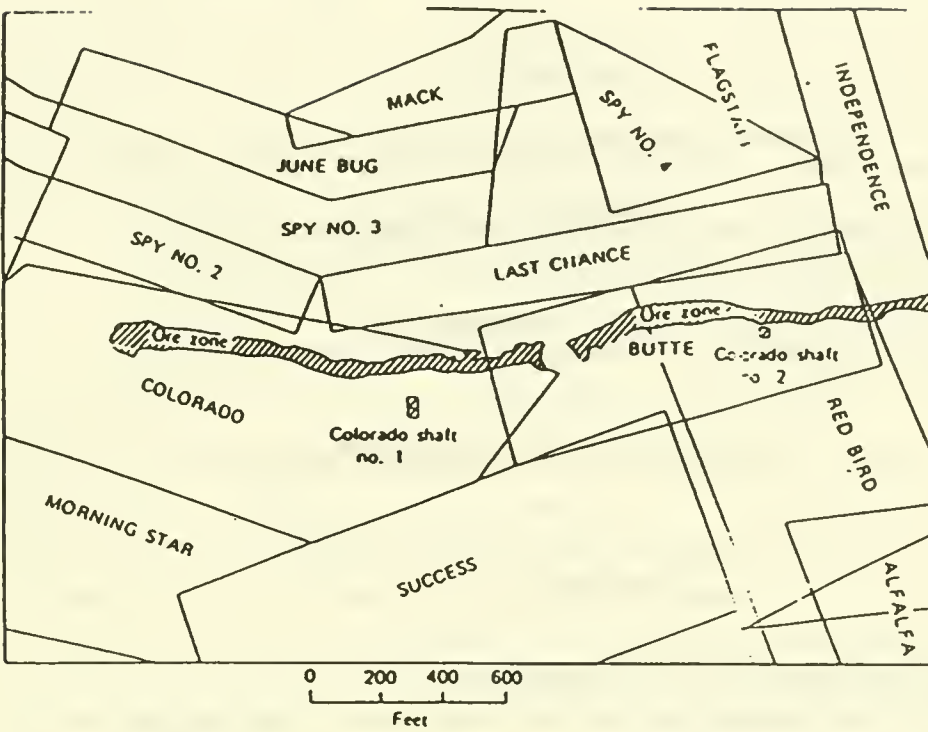 MACK
FLAGSTAFF
INDEPENDENCE
SPY NO. 4
JUNE BUG
SPY NO. 3
SPY NO. 2
LAST CHANCE
Ore zone
Ore zone
BUTTE
Colorado shaft
no. 2
COLORADO
Colorado shaft
no. 1
RED BIRD
MORNING STAR
SUCCESS
ALFALFA
0 200 400 600
Feet